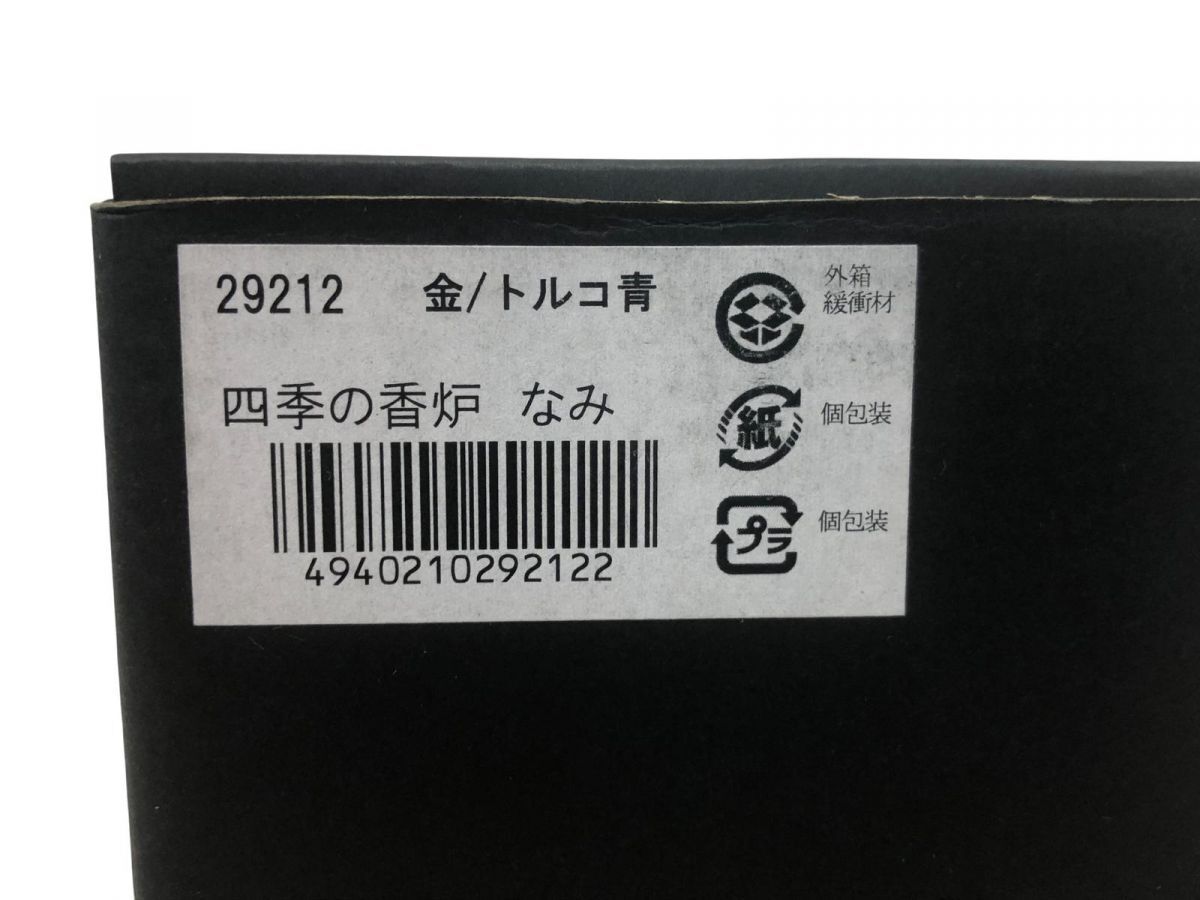 29212 金/トルコ青
四季の香炉 なみ
4940210292122
外箱
緩衝材
紙
個包装
プラ
個包装